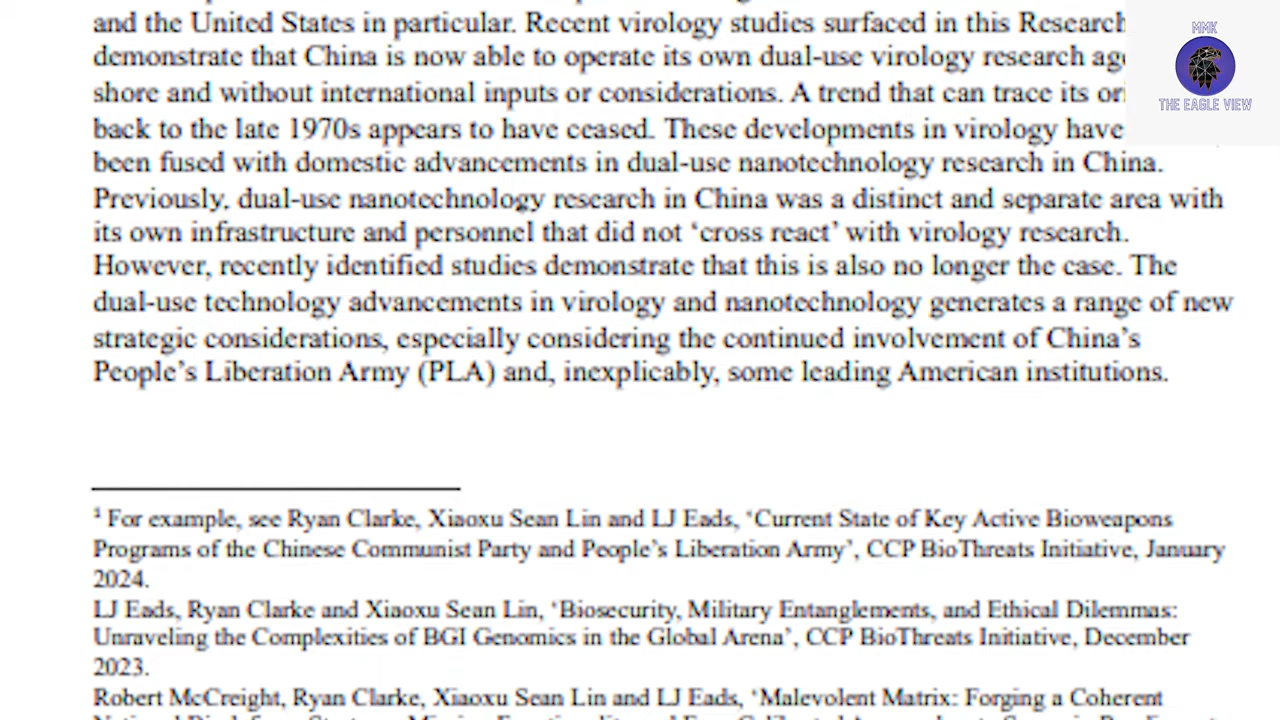 and the United States in particular. Recent virology studies surfaced in this Research
demonstrate that China is now able to operate its own dual-use virology research
shore and without international inputs or considerations. A trend that can trace its
back to the late 1970s appears to have ceased. These developments in virology have
been fused with domestic advancements in dual-use nanotechnology research in China.
Previously, dual-use nanotechnology research in China was a distinct and separate area with
its own infrastructure and personnel that did not ‘cross react’ with virology research.
However, recently identified studies demonstrate that this is also no longer the case. The
dual-use technology advancements in virology and nanotechnology generates a range of new
strategic considerations, especially considering the continued involvement of China’s
People’s Liberation Army (PLA) and, inexplicably, some leading American institutions.
1 For example, see Ryan Clarke, Xiaoxu Sean Lin and LJ Eads, ‘Current State of Key Active Bioweapons
Programs of the Chinese Communist Party and People’s Liberation Army’, CCP BioThreats Initiative, January
2024.
LJ Eads, Ryan Clarke and Xiaoxu Sean Lin, ‘Biosecurity, Military Entanglements, and Ethical Dilemmas:
Unraveling the Complexities of BGI Genomics in the Global Arena’, CCP BioThreats Initiative, December
2023.
Robert McCreight, Ryan Clarke, Xiaoxu Sean Lin and LJ Eads, ‘Malevolent Matrix: Forging a Coherent
MMK
THE EAGLE VIEW